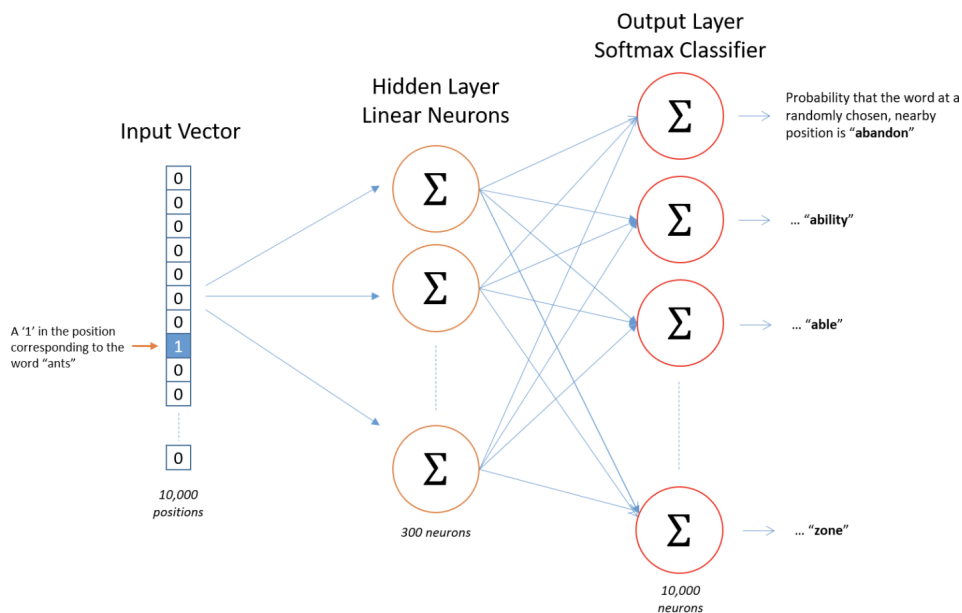 Output Layer
Softmax Classifier
Hidden Layer
Linear Neurons
Input Vector
0
0
0
0
0
0
0
1
0
0
0
A ‘1’ in the position
corresponding to the
word “ants”
10,000
positions
Σ
Σ
Σ
300 neurons
Σ
Σ
Σ
Σ
10,000
neurons
Probability that the word at a
randomly chosen, nearby
position is “abandon”
... “ability”
... “able”
... “zone”